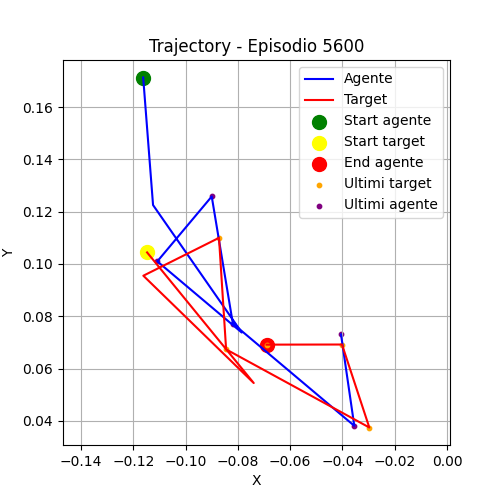 Trajectory - Episodio 5600
Agente
Target
Start agente
Start target
End agente
Ultimi target
Ultimi agente
Y
0.16
0.14
0.12
0.10
0.08
0.06
0.04
−0.14 −0.12 −0.10 −0.08 −0.06 −0.04 −0.02 0.00
X